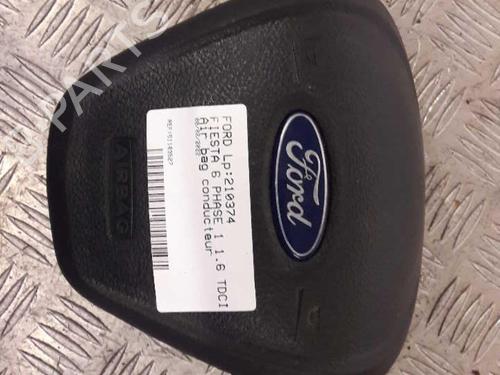 FORD Lp:210374
FIESTA 6 PHASE 1 1.6 TDCI
Air bag conducteur
Ford
AIRBAG
PARTS